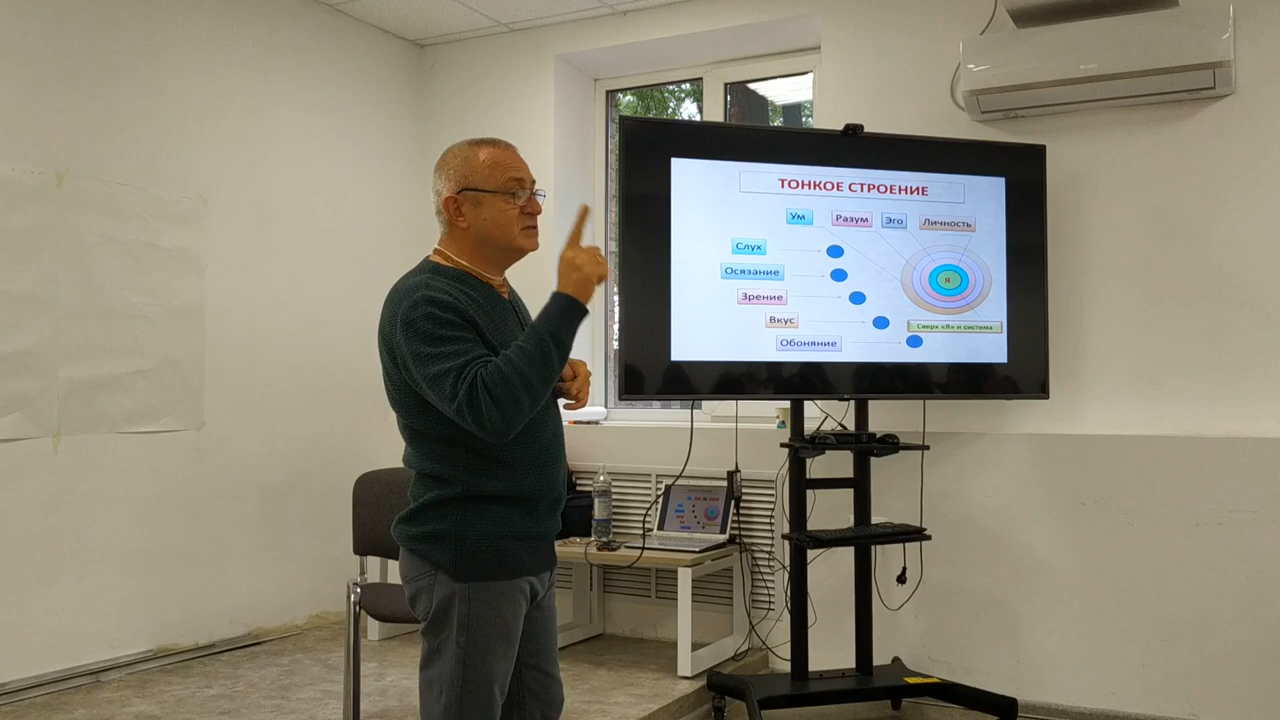 ТОНКОЕ СТРОЕНИЕ
Ум Разум Эго Личность
Слух
Осязание
Я
Зрение
Вкус
Сверх «Я» и система
Обоняние